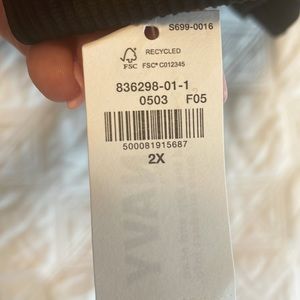 S699-0016
RECYCLED
FSC
FSC® C012345
836298-01-1
0503 F05
500081915687
2X